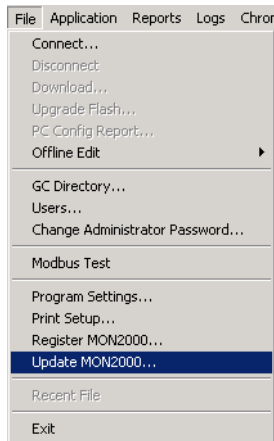 File Application Reports Logs Chror
Connect...
Disconnect
Download...
Upgrade Flash...
PC Config Report...
Offline Edit
GC Directory...
Users...
Change Administrator Password...
Modbus Test
Program Settings...
Print Setup...
Register MON2000...
Update MON2000...
Recent File
Exit